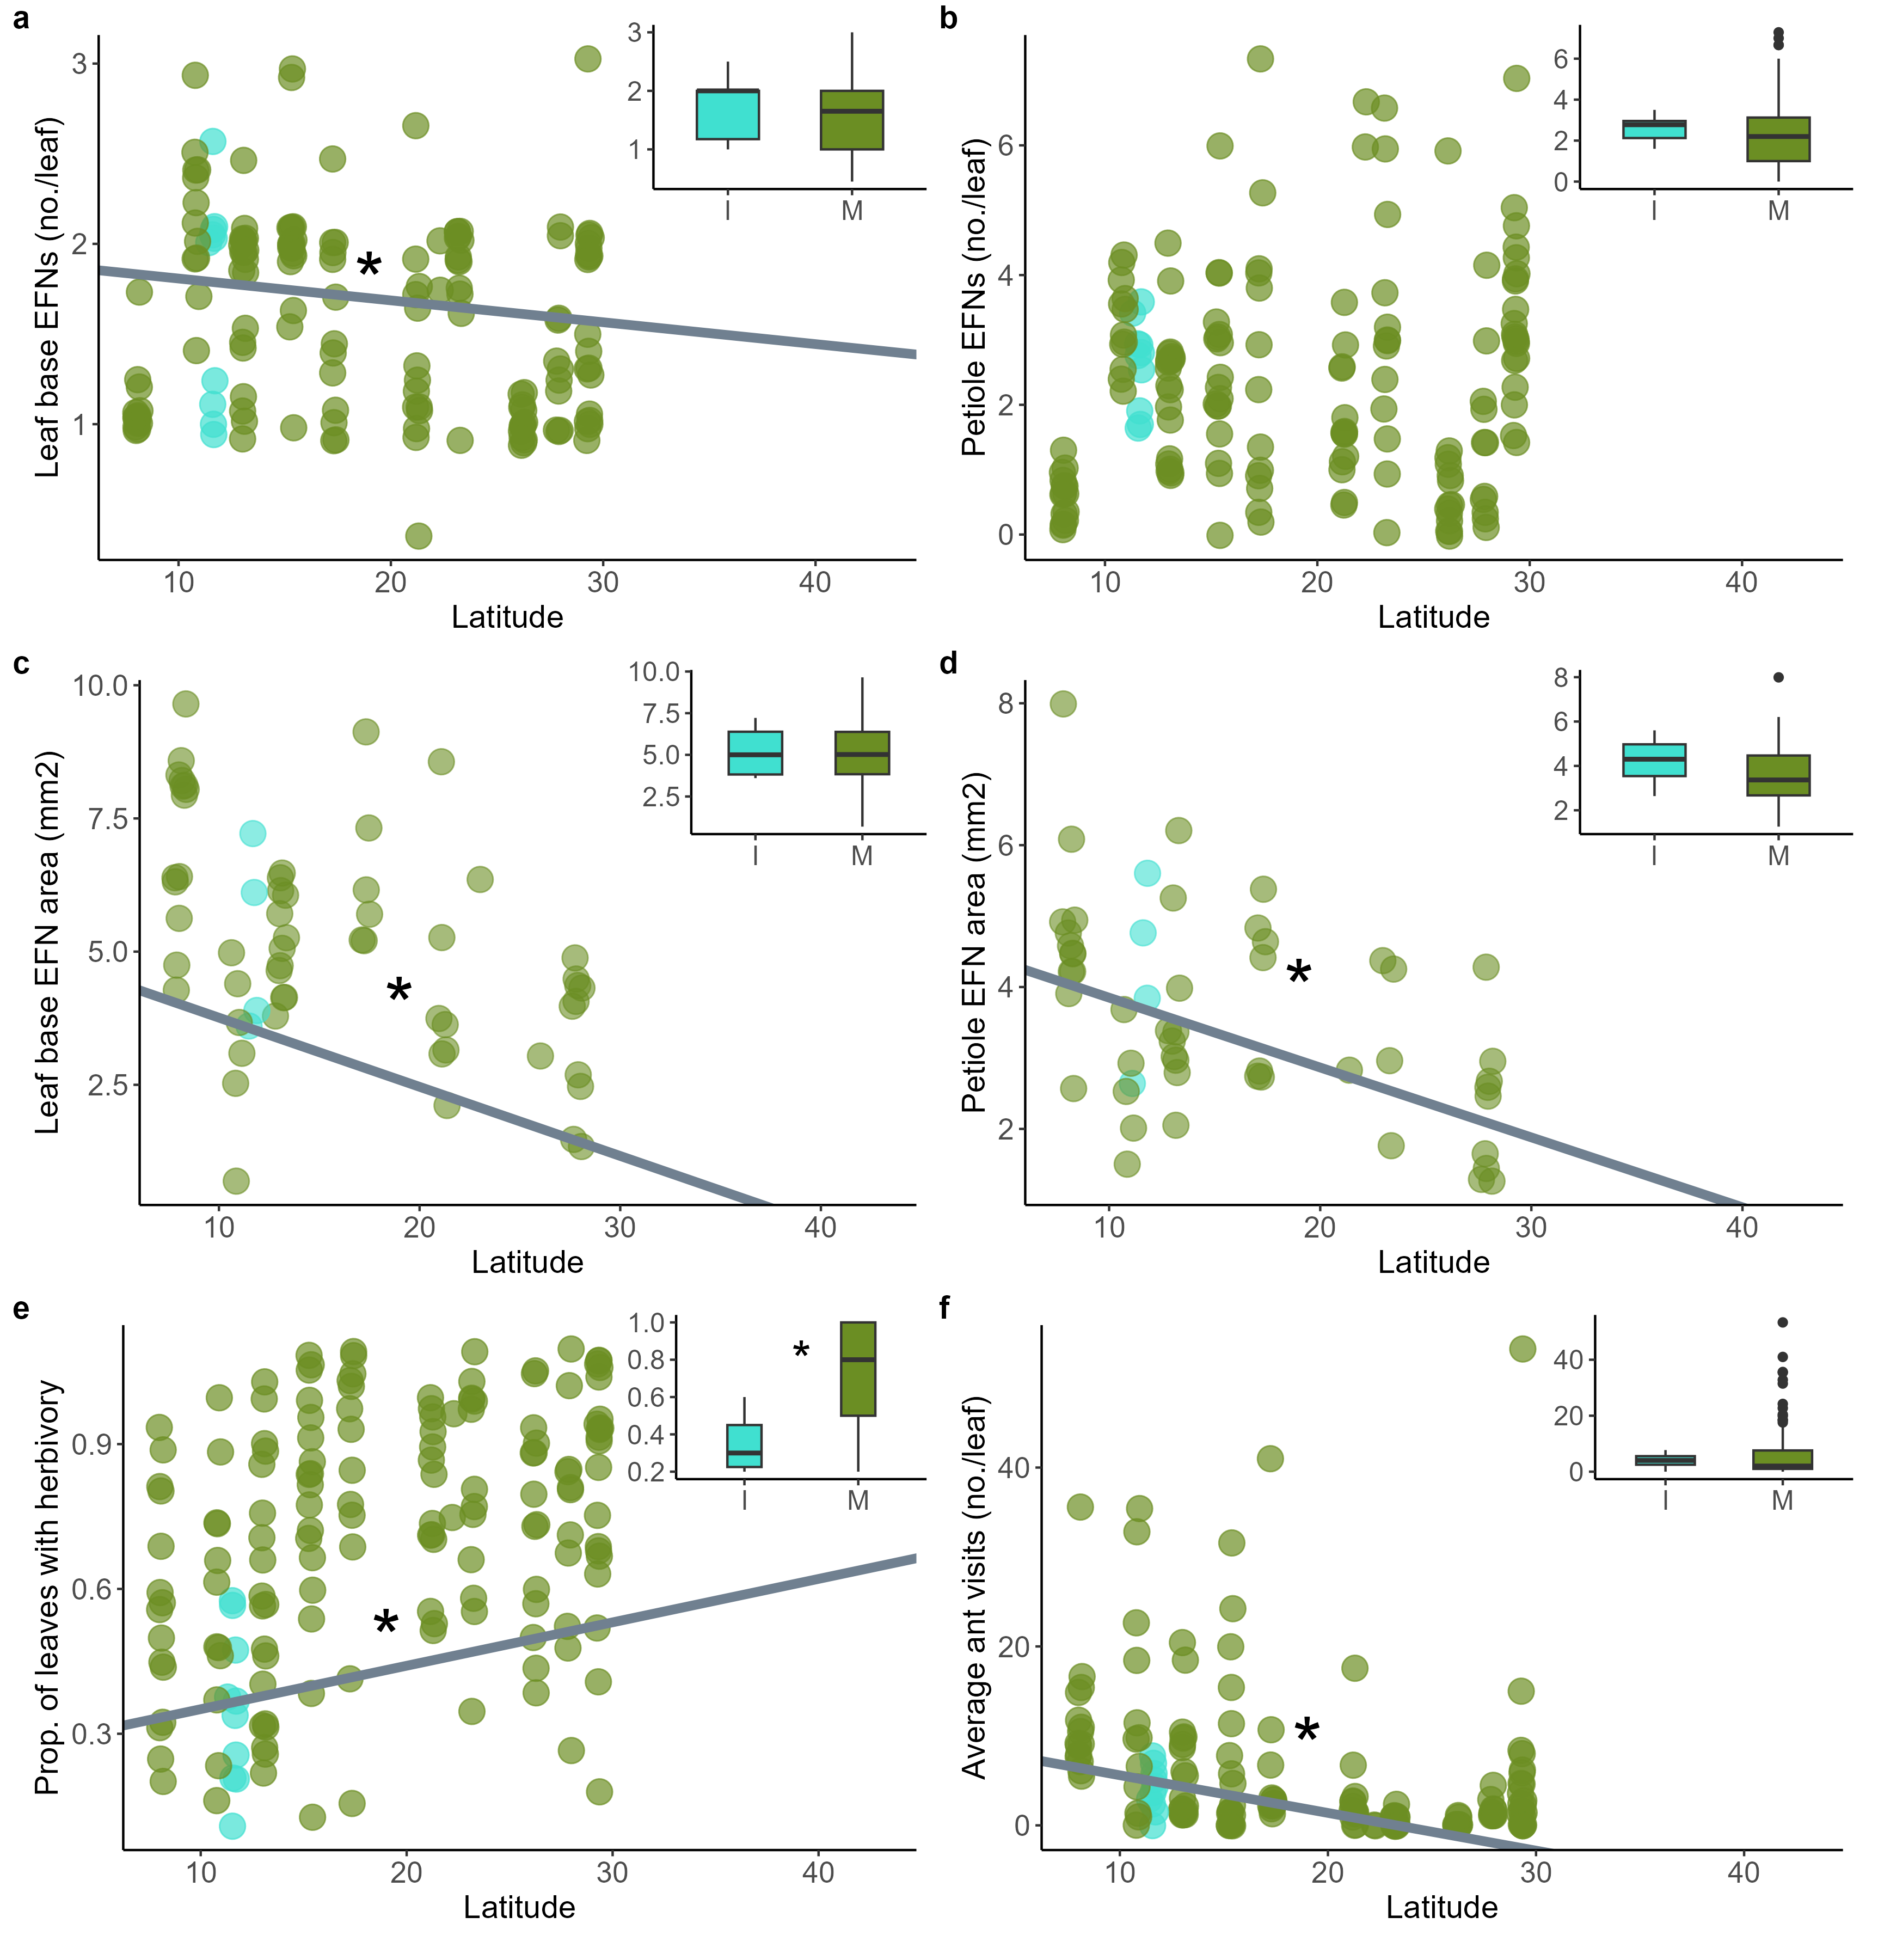 a
Leaf base EFNs (no./leaf)
3
2
1
10 20 30 40
Latitude
3
2
1
I M
*
b
Petiole EFNs (no./leaf)
6
4
2
0
10 20 30 40
Latitude
6
4
2
0
I M
c
Leaf base EFN area (mm2)
10.0
7.5
5.0
2.5
10 20 30 40
Latitude
10.0
7.5
5.0
2.5
I M
*
d
Petiole EFN area (mm2)
8
6
4
2
10 20 30 40
Latitude
8
6
4
2
I M
*
e
Prop. of leaves with herbivory
0.9
0.6
0.3
10 20 30 40
Latitude
1.0
0.8
0.6
0.4
0.2
I M
*
*
f
Average ant visits (no./leaf)
40
20
0
10 20 30 40
Latitude
40
20
0
I M
*